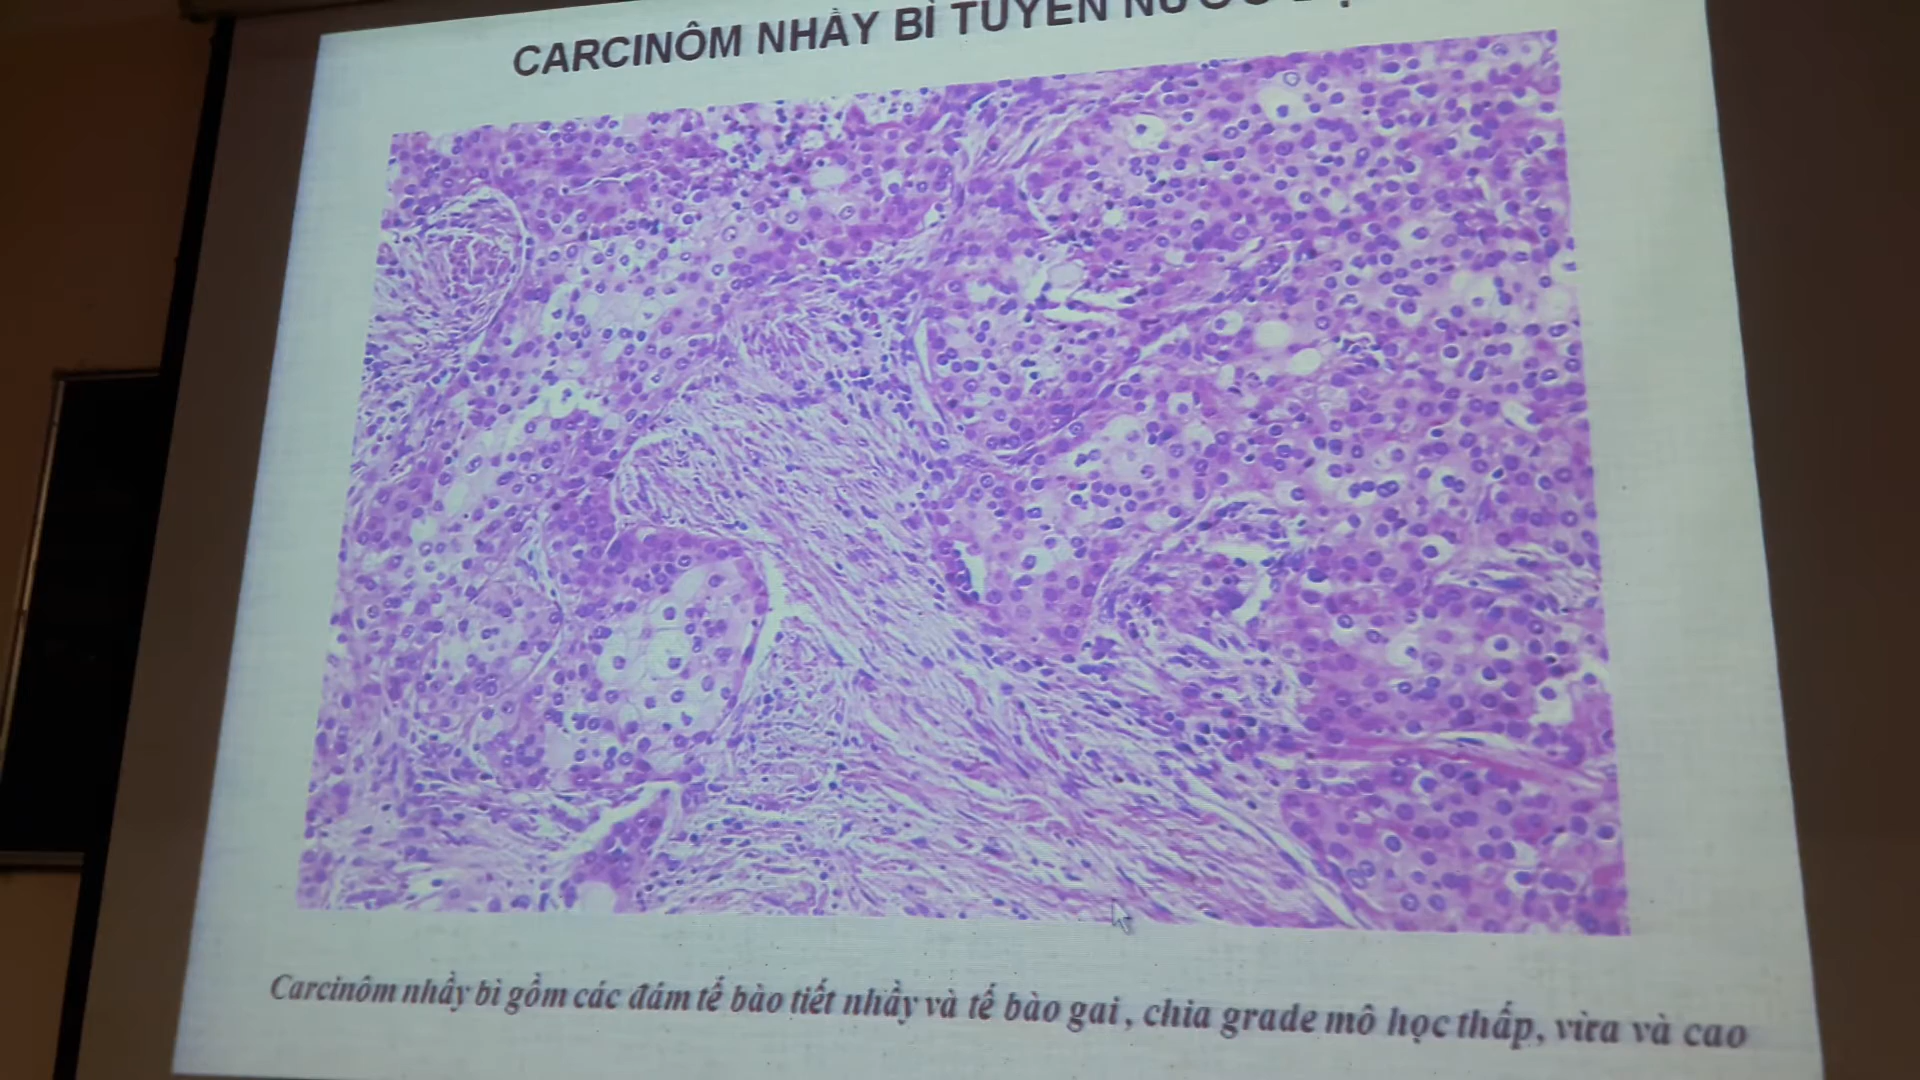 CARCINÔM NHẦY BÌ TUYẾN NƯỚC
Carcinôm nhầy bì gồm các đám tế bào tiết nhầy và tế bào gai, chia grade mô học thấp, vừa và cao